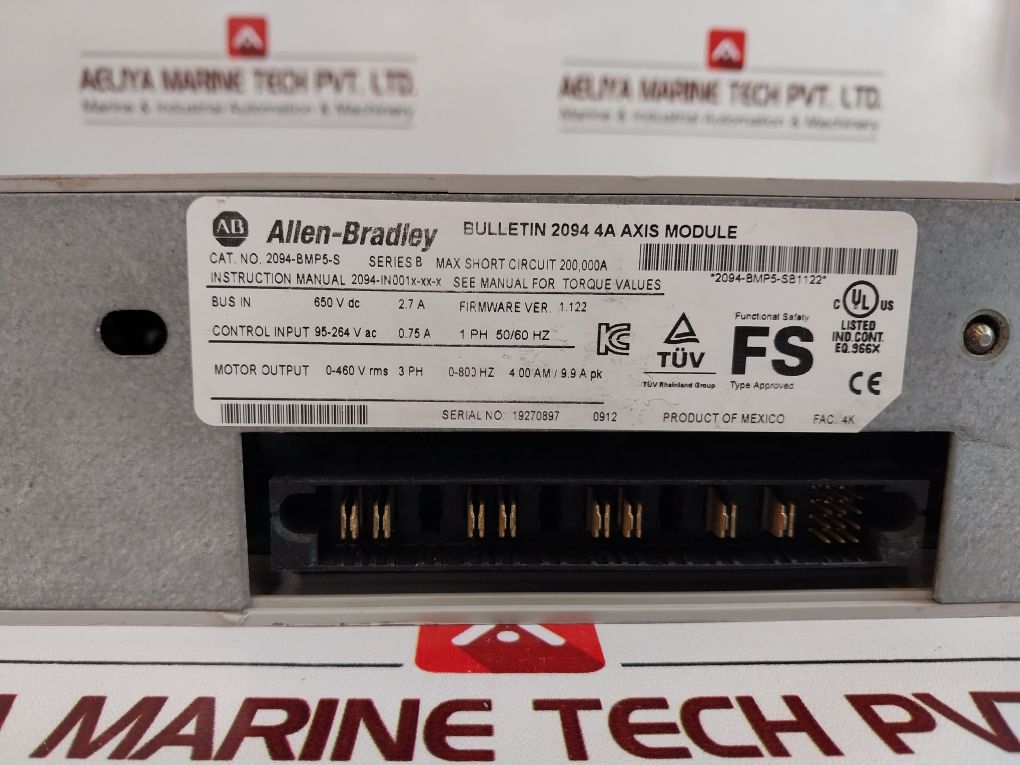 AELIYA MARINE TECH PVT. LTD.
Marine & Industrial Automation & Machinery
AELIYA MARINE TECH PVT. LTD.
Marine & Industrial Automation & Machinery
AB Allen-Bradley BULLETIN 2094 4A AXIS MODULE
CAT. NO. 2094-BMP5-S SERIES B MAX SHORT CIRCUIT 200,000A
*2094-BMP5-SB1122*
INSTRUCTION MANUAL 2094-IN001x-xx-x SEE MANUAL FOR TORQUE VALUES
BUS IN 650 V dc 2.7 A FIRMWARE VER. 1.122
CONTROL INPUT 95-264 V ac 0.75 A 1 PH 50/60 HZ
MOTOR OUTPUT 0-460 V rms 3 PH 0-800 HZ 4.00 AM / 9.9 A pk
TÜV
TÜV Rheinland Group
Functional Safety
FS
Type Approved
C UL US
LISTED
IND. CONT.
EQ. 966X
CE
SERIAL NO: 19270897 0912 PRODUCT OF MEXICO FAC. 4K
MARINE TECH PV